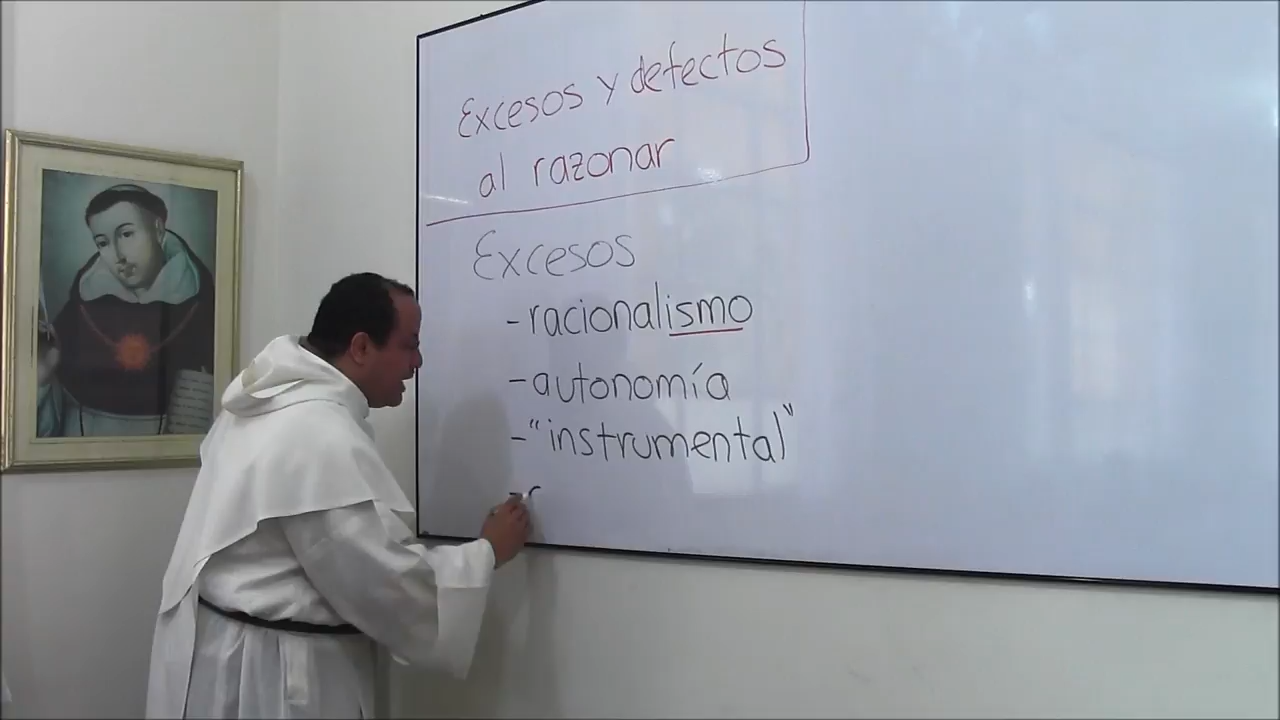 Excesos y defectos
al razonar
Excesos
- racionalismo
- autonomía
- "instrumental"
-